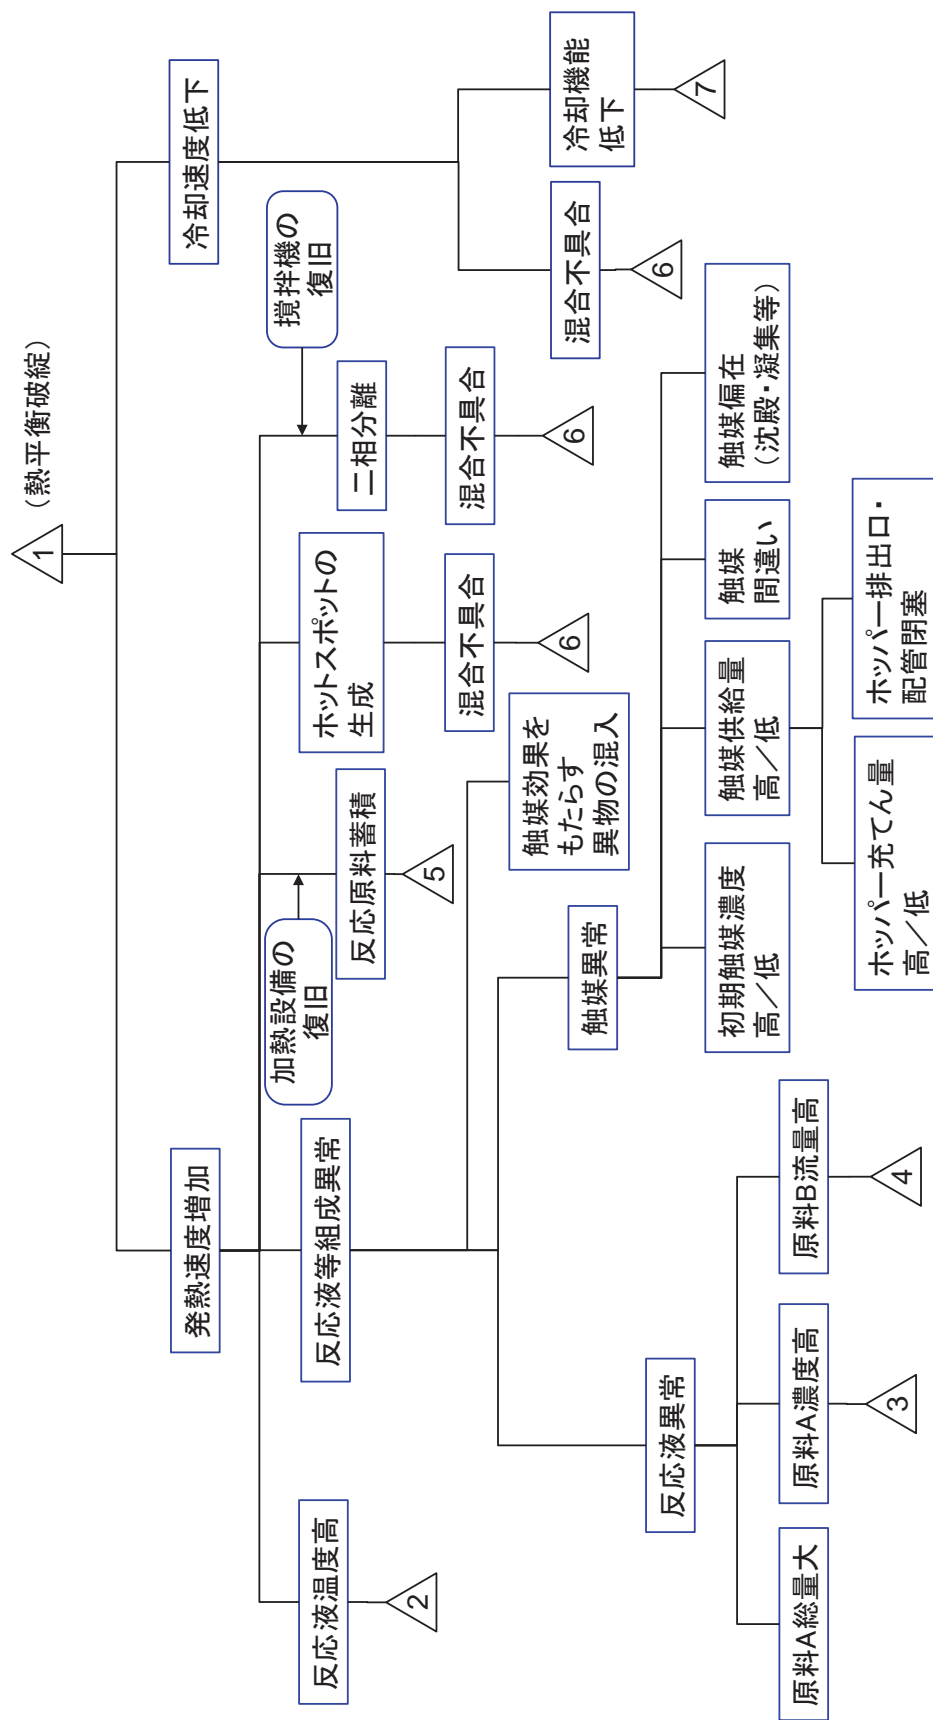 1
（熱平衡破綻）
発熱速度増加
冷却速度低下
加熱設備の
復旧
攪拌機の
復旧
反応液温度高
2
反応液等組成異常
反応原料蓄積
5
ホットスポットの
生成
混合不具合
6
二相分離
混合不具合
6
混合不具合
6
冷却機能
低下
7
触媒効果を
もたらす
異物の混入
反応液異常
触媒異常
原料A総量大
原料A濃度高
3
原料B流量高
4
初期触媒濃度
高／低
触媒供給量
高／低
触媒
間違い
触媒偏在
（沈殿・凝集等）
ホッパー充てん量
高／低
ホッパー排出口・
配管閉塞